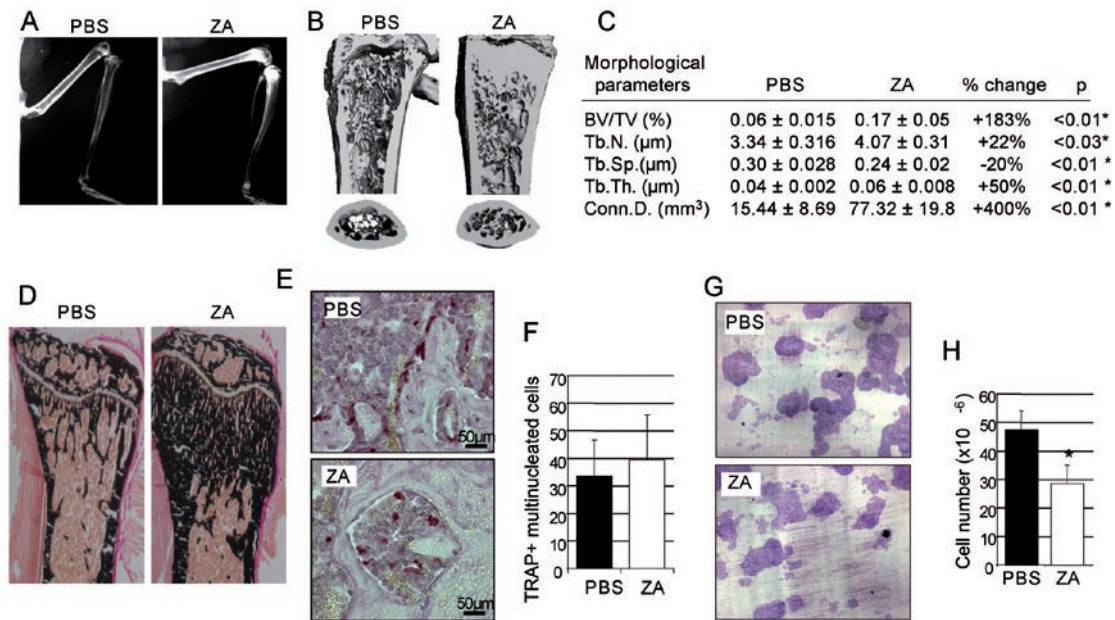 A
PBS
ZA
B
PBS
ZA
C
Morphological parameters PBS ZA % change p
BV/TV (%) 0.06 ± 0.015 0.17 ± 0.05 +183% <0.01*
Tb.N. (µm) 3.34 ± 0.316 4.07 ± 0.31 +22% <0.03*
Tb.Sp.(µm) 0.30 ± 0.028 0.24 ± 0.02 -20% <0.01 *
Tb.Th. (µm) 0.04 ± 0.002 0.06 ± 0.008 +50% <0.01 *
Conn.D. (mm³) 15.44 ± 8.69 77.32 ± 19.8 +400% <0.01 *
D
PBS
ZA
E
PBS
50µm
ZA
50µm
F
TRAP+ multinucleated cells
70
60
50
40
30
20
10
0
PBS
ZA
G
PBS
ZA
H
Cell number (x10 -6)
60
50
40
30
20
10
0
*
PBS
ZA